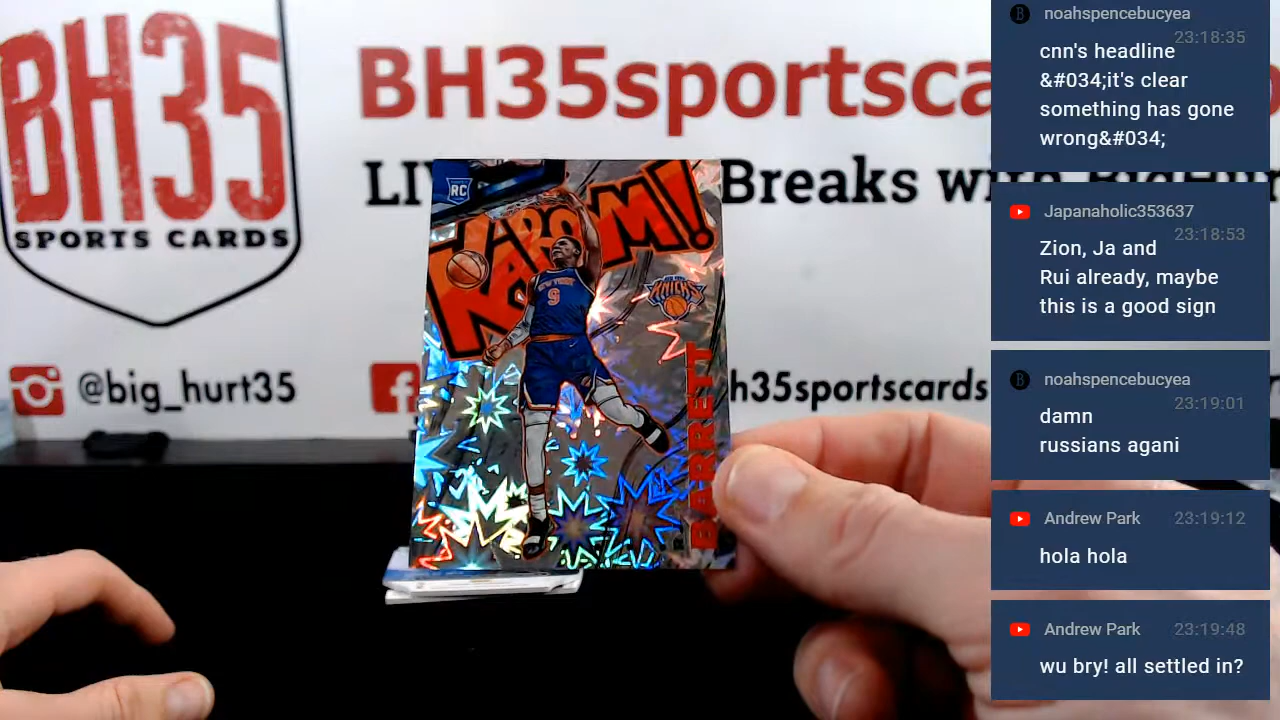 BH35
SPORTS CARDS
BH35sportsca
LI
Breaks wi
@big_hurt35
h35sportscards
RC
KABOOM!
NEW YORK
9
KNICKS
BARRETT
noahspencebucyea
23:18:35
cnn's headline
&#034;it's clear
something has gone
wrong&#034;
Japanaholic353637
23:18:53
Zion, Ja and
Rui already, maybe
this is a good sign
noahspencebucyea
23:19:01
damn
russians agani
Andrew Park 23:19:12
hola hola
Andrew Park 23:19:48
wu bry! all settled in?